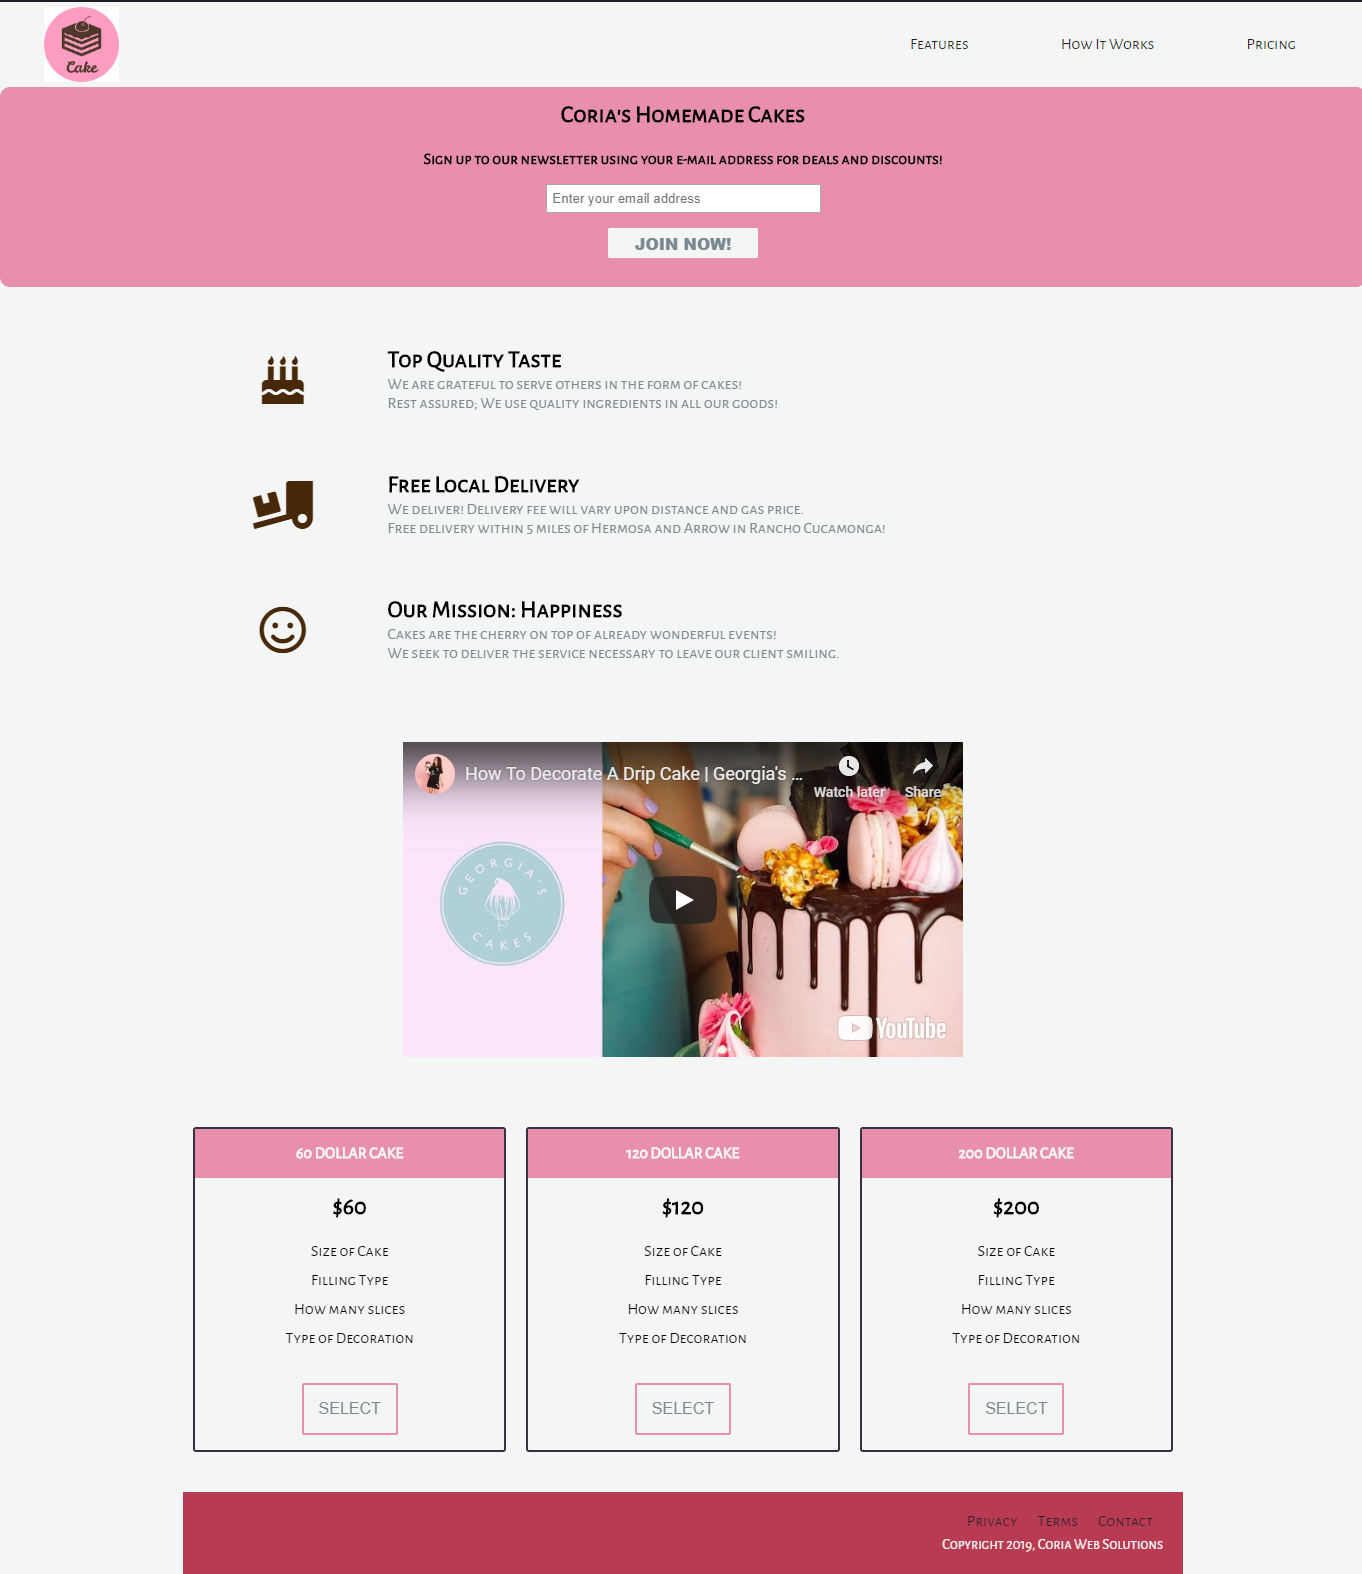 Cake
Features
How It Works
Pricing
Coria's Homemade Cakes
Sign up to our newsletter using your e-mail address for deals and discounts!
Enter your email address
JOIN NOW!
Top Quality Taste
We are grateful to serve others in the form of cakes!
Rest assured; We use quality ingredients in all our goods!
Free Local Delivery
We deliver! Delivery fee will vary upon distance and gas price.
Free delivery within 5 miles of Hermosa and Arrow in Rancho Cucamonga!
Our Mission: Happiness
Cakes are the cherry on top of already wonderful events!
We seek to deliver the service necessary to leave our client smiling.
How To Decorate A Drip Cake | Georgia's ...
Watch later
Share
GEORGIA'S
CAKES
YouTube
60 DOLLAR CAKE
$60
Size of Cake
Filling Type
How many slices
Type of Decoration
SELECT
120 DOLLAR CAKE
$120
Size of Cake
Filling Type
How many slices
Type of Decoration
SELECT
200 DOLLAR CAKE
$200
Size of Cake
Filling Type
How many slices
Type of Decoration
SELECT
Privacy Terms Contact
Copyright 2019, Coria Web Solutions